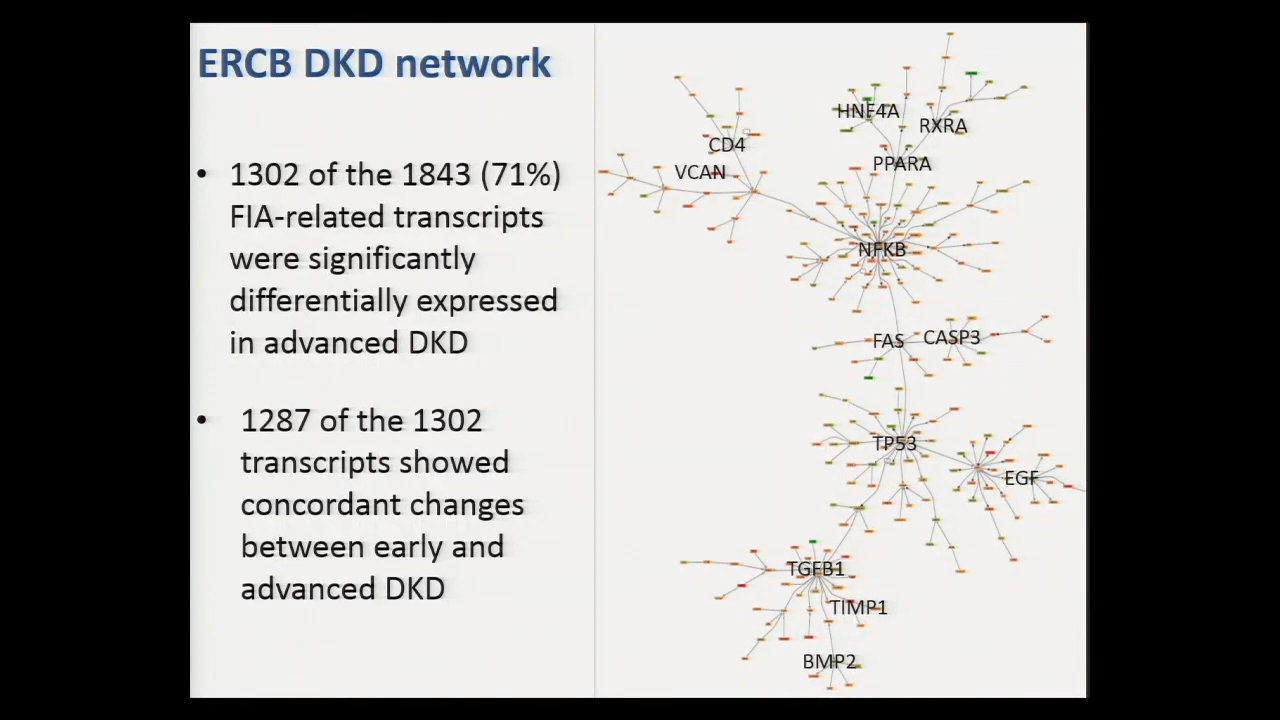 ERCB DKD network
• 1302 of the 1843 (71%)
FIA-related transcripts
were significantly
differentially expressed
in advanced DKD
• 1287 of the 1302
transcripts showed
concordant changes
between early and
advanced DKD
HNF4A
RXRA
CD4
PPARA
VCAN
NFKB
FAS
CASP3
TP53
EGF
TGFB1
TIMP1
BMP2